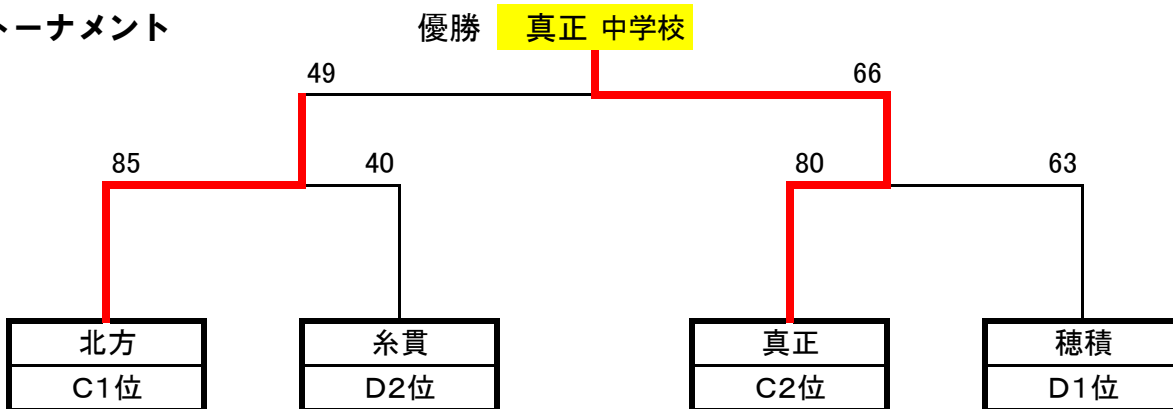 トーナメント
優勝 真正 中学校
49 66
85 40 80 63
北方 糸貫 真正 穂積
C1位 D2位 C2位 D1位